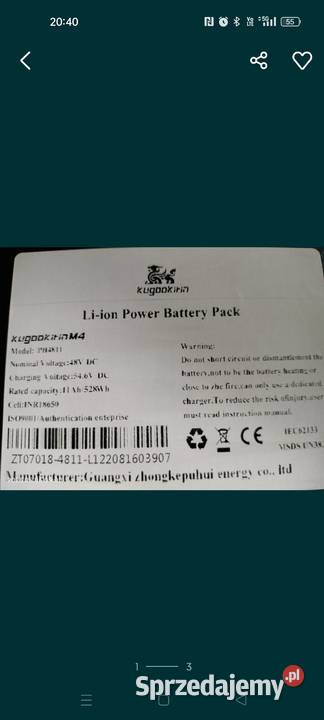 20:40
55
kugookirin
Li-ion Power Battery Pack
kugookirin M4
Model: PH4811
Nominal Voltage:48V DC
Charging Voltage:54.6V DC
Rated capacity:11Ah/528Wh
Cell:INR18650
ISO9001/Authentication enteprise
Warning:
Do not short circuit or dismantlement the
battery,not to be the battery heating or
close to the fire,can only use a dedicated
charger.To reduce the risk ofinjury,user
must read instruction manual.
CE
IEC62133
MSDS UN38.
ZT07018-4811-L122081603907
Manufacturer:Guangxi zhongkepuhui energy co., ltd
1
3
Sprzedajemy.pl